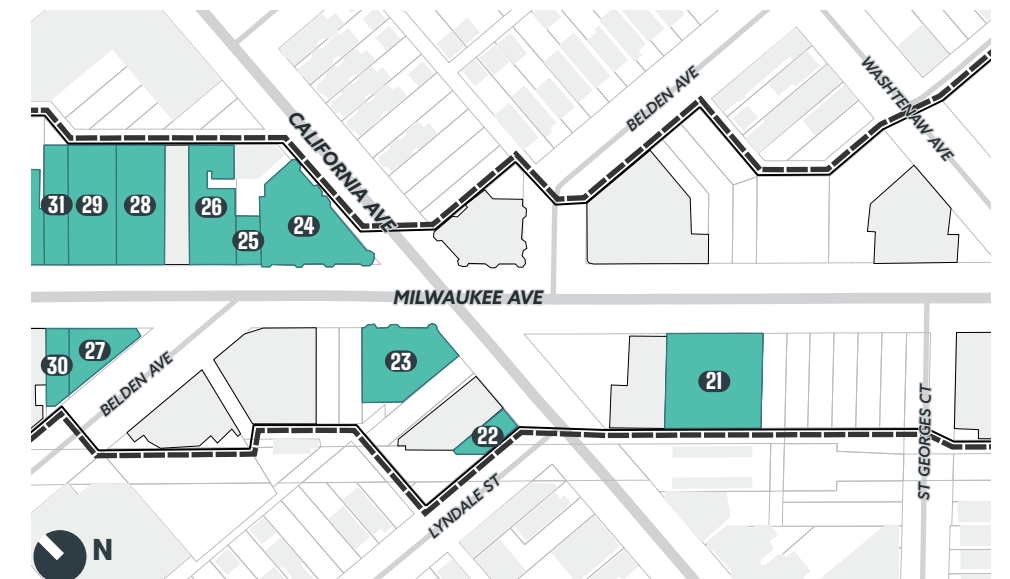 BELDEN AVE
WASHTENAW AVE
CALIFORNIA AVE
31
29
28
26
25
24
MILWAUKEE AVE
30
27
BELDEN AVE
23
22
21
ST GEORGES CT
LYNDALE ST
N